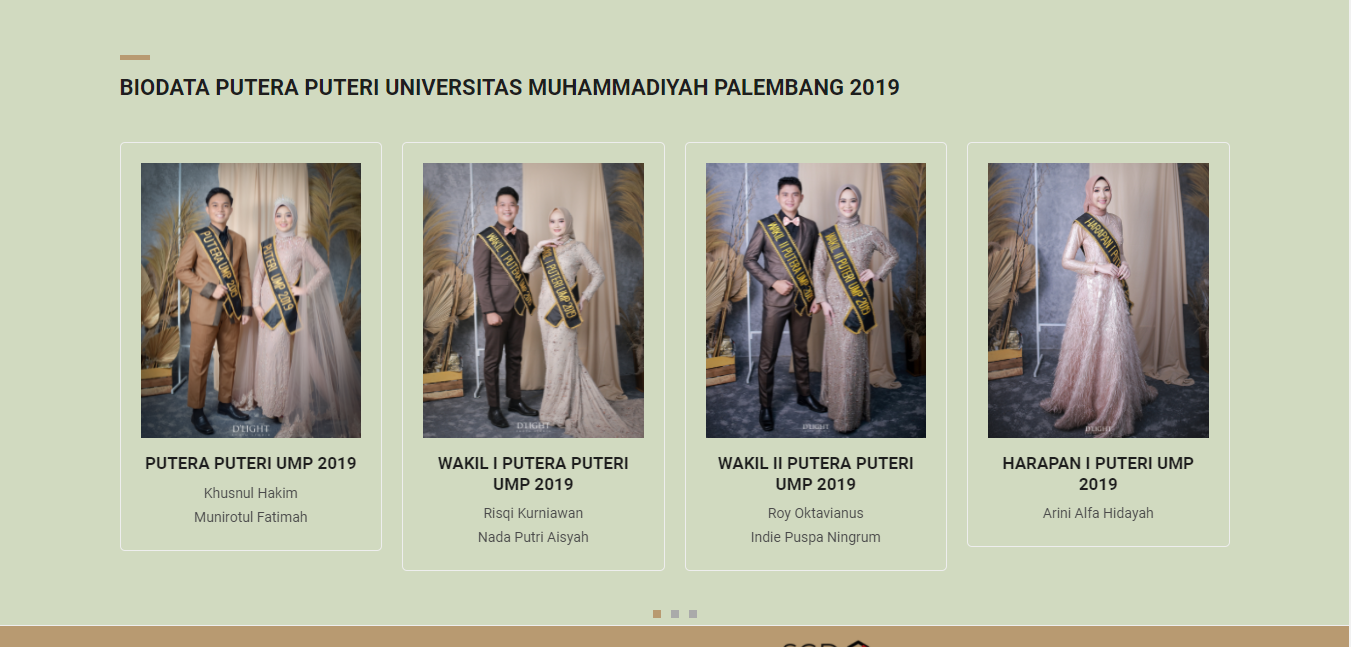 BIODATA PUTERA PUTERI UNIVERSITAS MUHAMMADIYAH PALEMBANG 2019
PUTERA UMP 2019
PUTERI UMP 2019
D'LIGHT
PUTERA PUTERI UMP 2019
Khusnul Hakim
Munirotul Fatimah
WAKIL I PUTERA UMP 2019
WAKIL I PUTERI UMP 2019
D'LIGHT
WAKIL I PUTERA PUTERI
UMP 2019
Risqi Kurniawan
Nada Putri Aisyah
WAKIL II PUTERA UMP 2019
WAKIL II PUTERI UMP 2019
D'LIGHT
WAKIL II PUTERA PUTERI
UMP 2019
Roy Oktavianus
Indie Puspa Ningrum
HARAPAN I
D'LIGHT
HARAPAN I PUTERI UMP
2019
Arini Alfa Hidayah